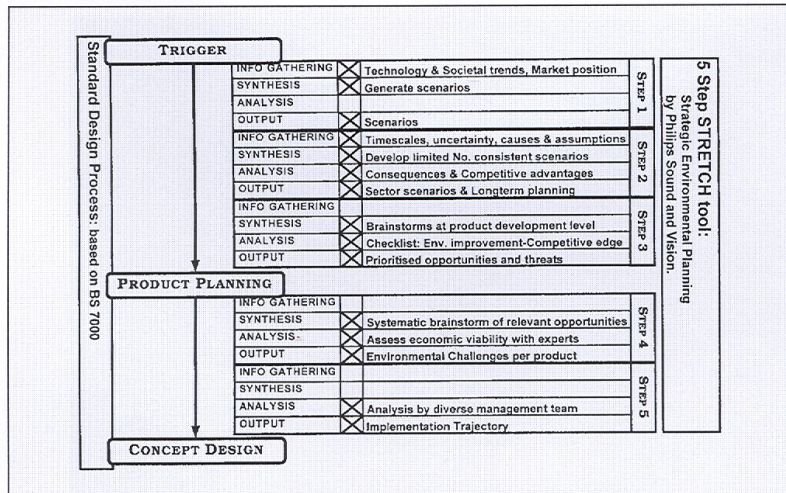 TRIGGER
INFO GATHERING Technology & Societal trends, Market position
SYNTHESIS Generate scenarios
ANALYSIS
OUTPUT Scenarios
STEP 1
INFO GATHERING Timescales, uncertainty, causes & assumptions
SYNTHESIS Develop limited No. consistent scenarios
ANALYSIS Consequences & Competitive advantages
OUTPUT Sector scenarios & Longterm planning
STEP 2
INFO GATHERING
SYNTHESIS Brainstorms at product development level
ANALYSIS Checklist: Env. improvement-Competitive edge
OUTPUT Prioritised opportunities and threats
STEP 3
PRODUCT PLANNING
INFO GATHERING
SYNTHESIS Systematic brainstorm of relevant opportunities
ANALYSIS Assess economic viability with experts
OUTPUT Environmental Challenges per product
STEP 4
INFO GATHERING
SYNTHESIS
ANALYSIS Analysis by diverse management team
OUTPUT Implementation Trajectory
STEP 5
CONCEPT DESIGN
Standard Design Process: based on BS 7000
5 Step STRETCH tool:
Strategic Environmental Planning
by Philips Sound and Vision.